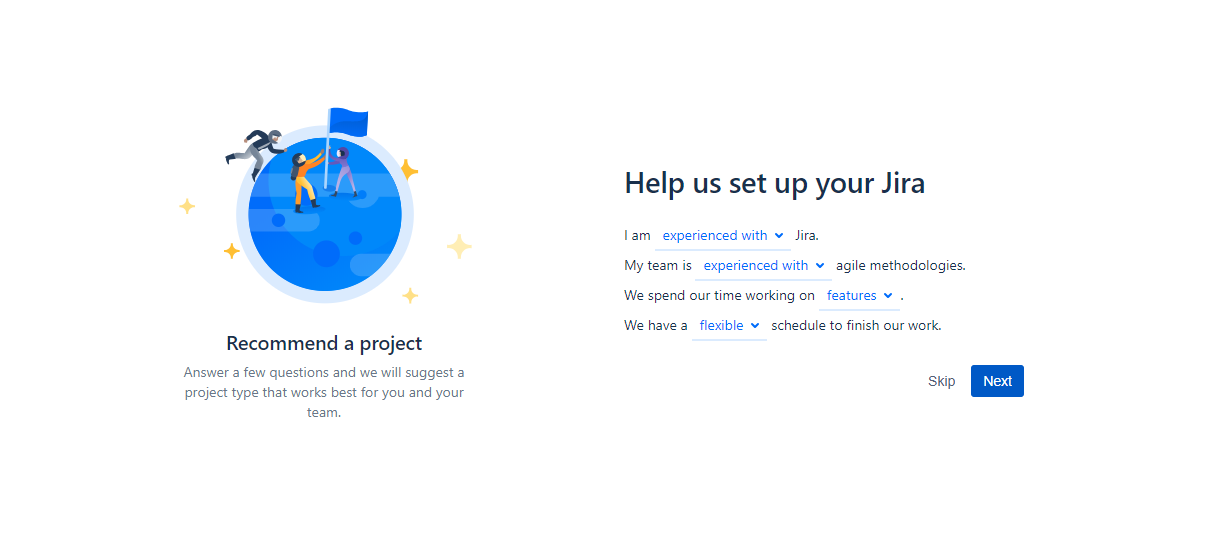 Help us set up your Jira
I am experienced with Jira.
My team is experienced with agile methodologies.
We spend our time working on features .
We have a flexible schedule to finish our work.
Skip Next
Recommend a project
Answer a few questions and we will suggest a
project type that works best for you and your
team.